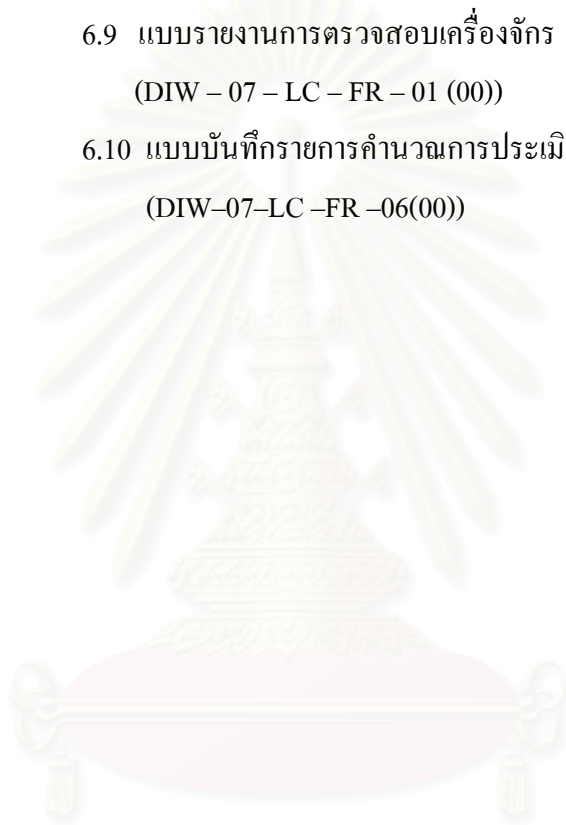 6.9 แบบรายงานการตรวจสอบเครื่องจักร
(DIW – 07 – LC – FR – 01 (00))
6.10 แบบบันทึกรายการคำนวณการประเมิ
(DIW–07–LC –FR –06(00))